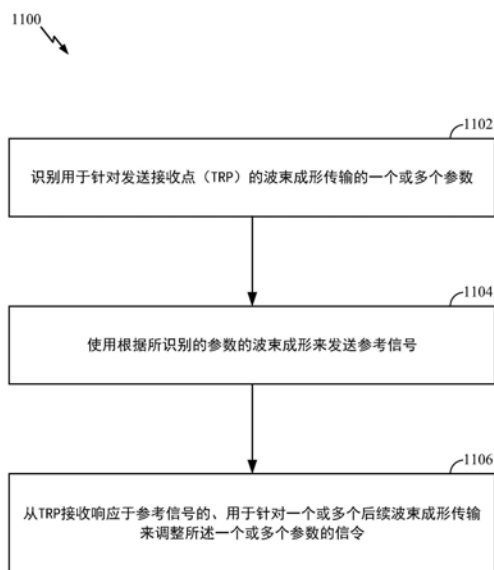 1100
1102
识别用于针对发送接收点（TRP）的波束成形传输的一个或多个参数
1104
使用根据所识别的参数的波束成形来发送参考信号
1106
从TRP接收响应于参考信号的、用于针对一个或多个后续波束成形传输
来调整所述一个或多个参数的信令